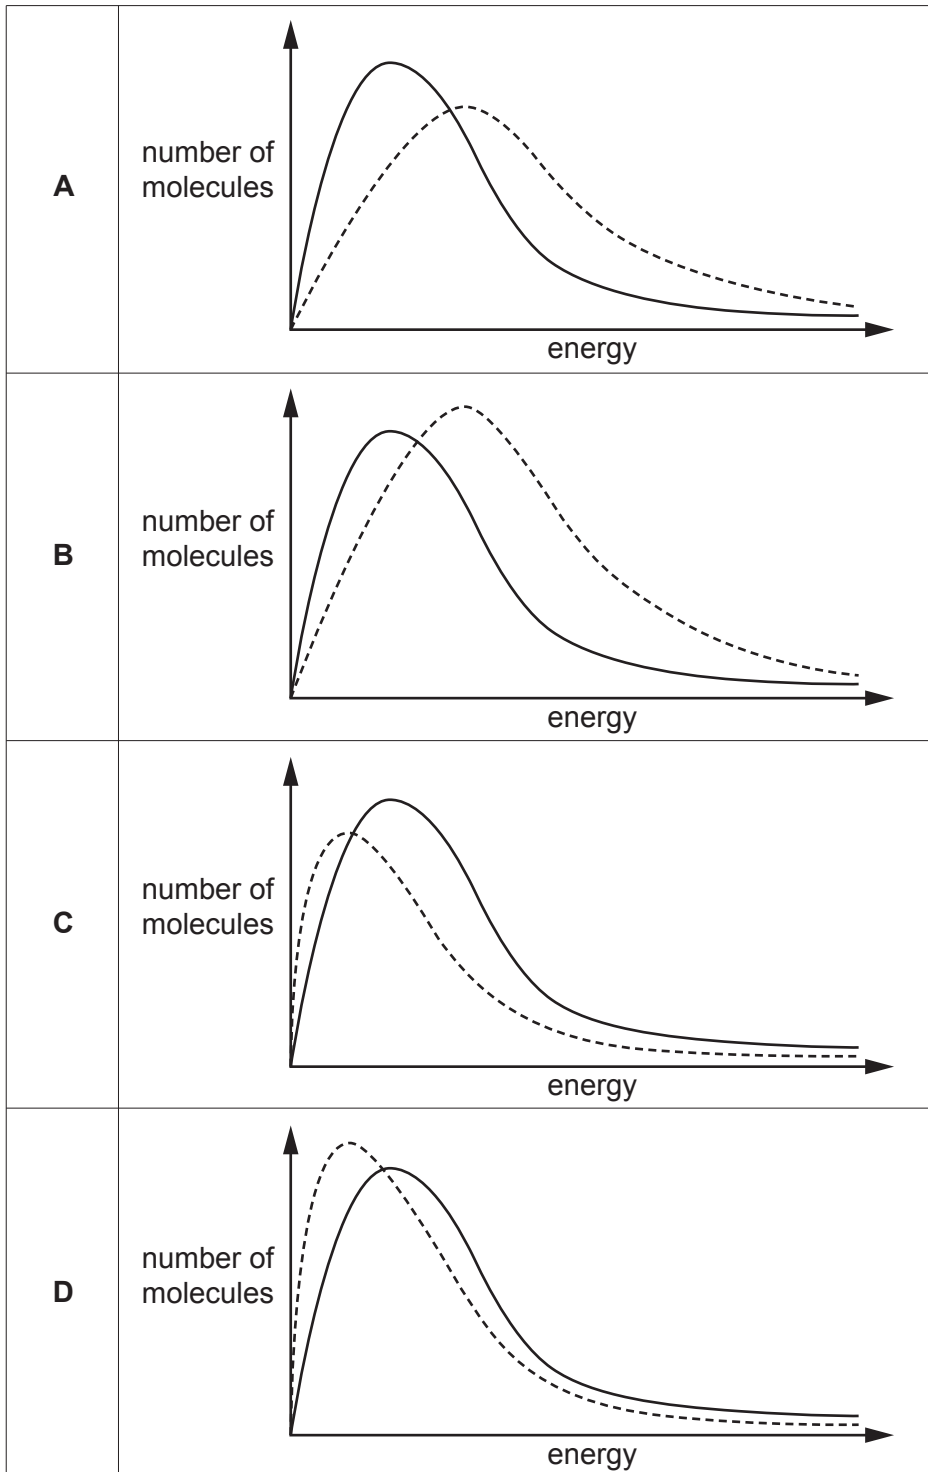 A
number of
molecules
energy
B
number of
molecules
energy
C
number of
molecules
energy
D
number of
molecules
energy